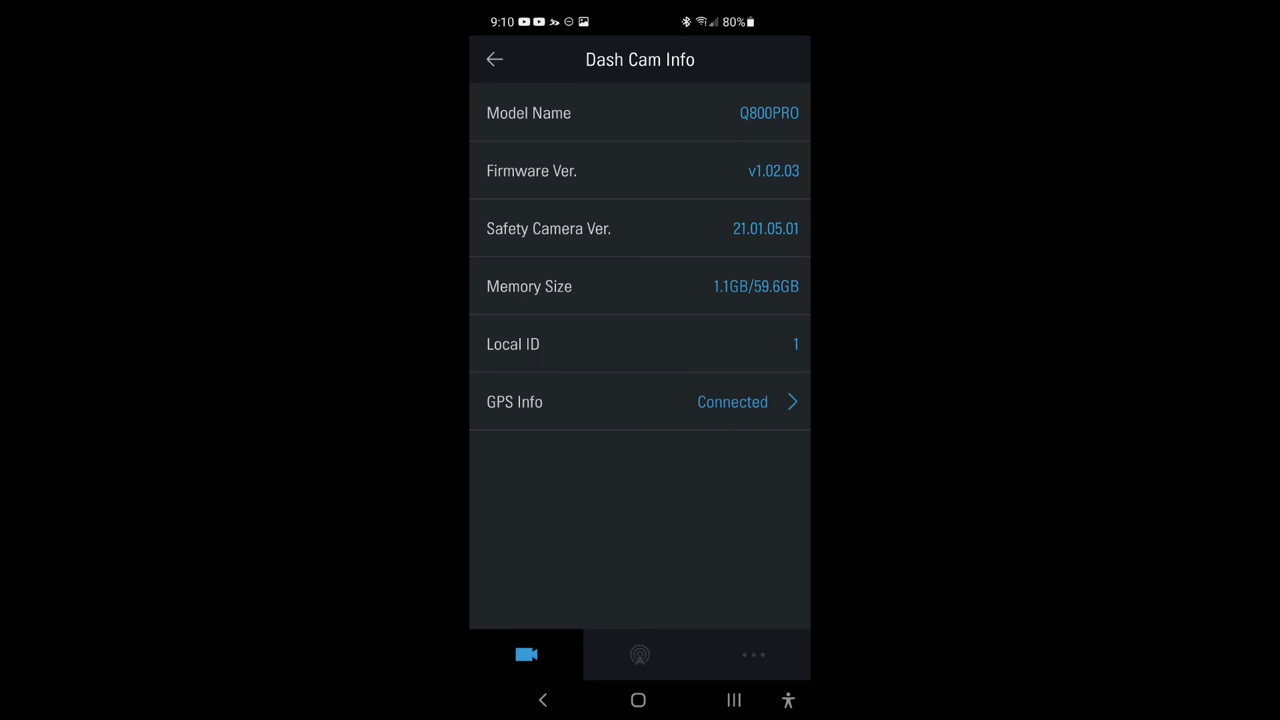 9:10 80%
Dash Cam Info
Model Name Q800PRO
Firmware Ver. v1.02.03
Safety Camera Ver. 21.01.05.01
Memory Size 1.1GB/59.6GB
Local ID 1
GPS Info Connected